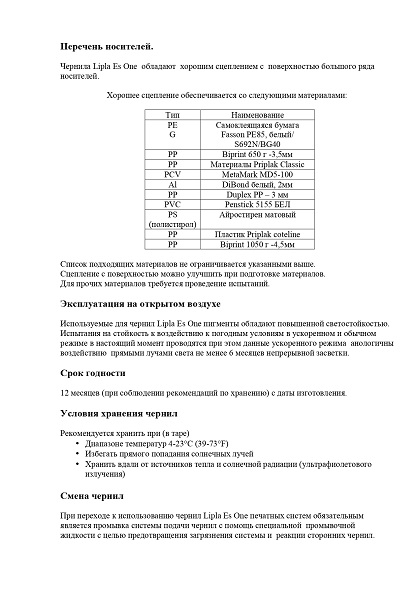 Перечень носителей.
Чернила Lipla Es One обладают хорошим сцеплением с поверхностью большого ряда
носителей.
Хорошее сцепление обеспечивается со следующими материалами:
Тип Наименование
PE Самоклеящаяся бумага
G Fasson PE85, белый/
S692N/BG40
PP Biprint 650 г -3,5мм
PP Материалы Priplak Classic
PCV MetaMark MD5-100
Al DiBond белый, 2мм
PP Duplex PP – 3 мм
PVC Penstick 5155 БЕЛ
PS Айростирен матовый
(полистирол)
PP Пластик Priplak coteline
PP Biprint 1050 г -4,5мм
Список подходящих материалов не ограничивается указанными выше.
Сцепление с поверхностью можно улучшить при подготовке материалов.
Для прочих материалов требуется проведение испытаний.
Эксплуатация на открытом воздухе
Используемые для чернил Lipla Es One пигменты обладают повышенной светостойкостью.
Испытания на стойкость к воздействию к погодным условиям в ускоренном и обычном
режиме в настоящий момент проводятся при этом данные ускоренного режима анологичны
воздействию прямыми лучами света не менее 6 месяцев непрерывной засветки.
Срок годности
12 месяцев (при соблюдении рекомендаций по хранению) с даты изготовления.
Условия хранения чернил
Рекомендуется хранить при (в таре)
• Диапазоне температур 4-23°С (39-73°F)
• Избегать прямого попадания солнечных лучей
• Хранить вдали от источников тепла и солнечной радиации (ультрафиолетового
излучения)
Смена чернил
При переходе к использованию чернил Lipla Es One печатных систем обязательным
является промывка системы подачи чернил с помощь специальной промывочной
жидкости с целью предотвращения загрязнения системы и реакции сторонних чернил.